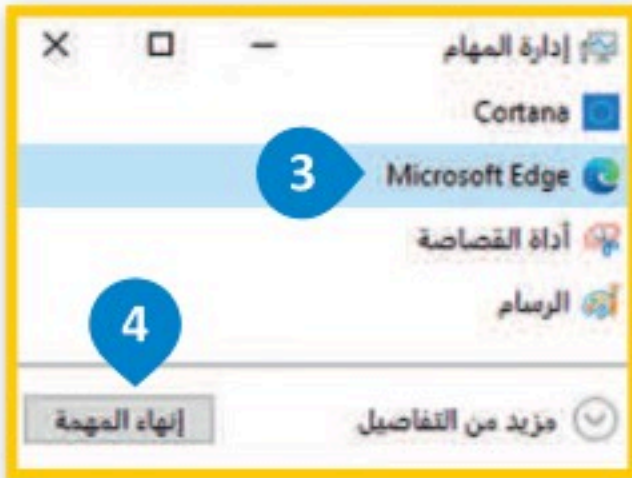 إدارة المهام
Cortana
3 Microsoft Edge
أداة القصاصة
الرسام
4
مزيد من التفاصيل إنهاء المهمة